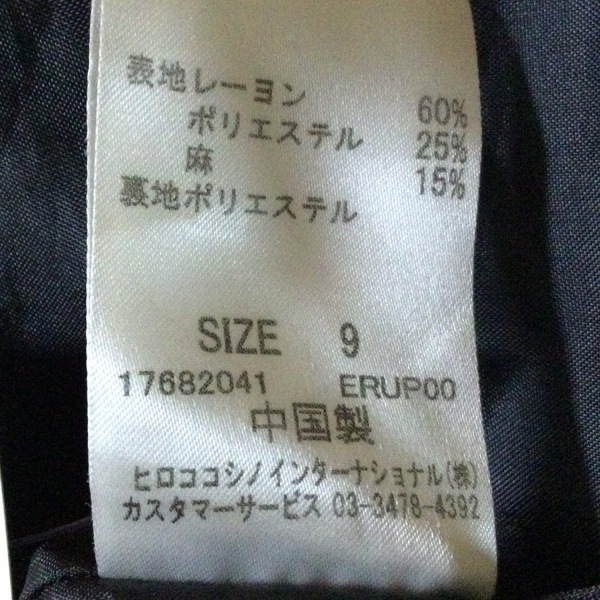 表地レーヨン 60%
ポリエステル 25%
麻 15%
裏地ポリエステル
SIZE 9
17682041 ERUP00
中国製
ヒロココシノインターナショナル(株)
カスタマーサービス 03-3478-4392